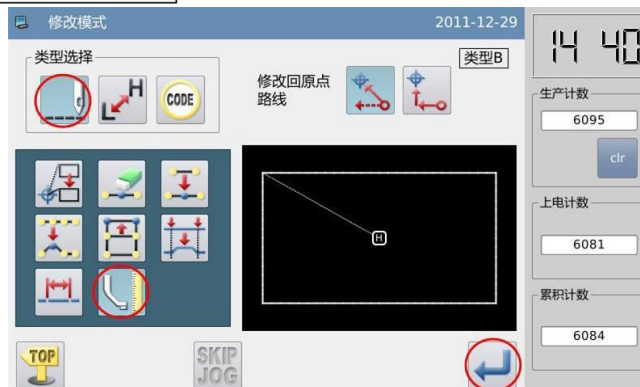 修改模式
2011-12-29
类型选择
H
L
CODE
修改回原点
路线
类型B
H
TOP
SKIP
JOG
14 40
生产计数
6095
clr
上电计数
6081
累积计数
6084